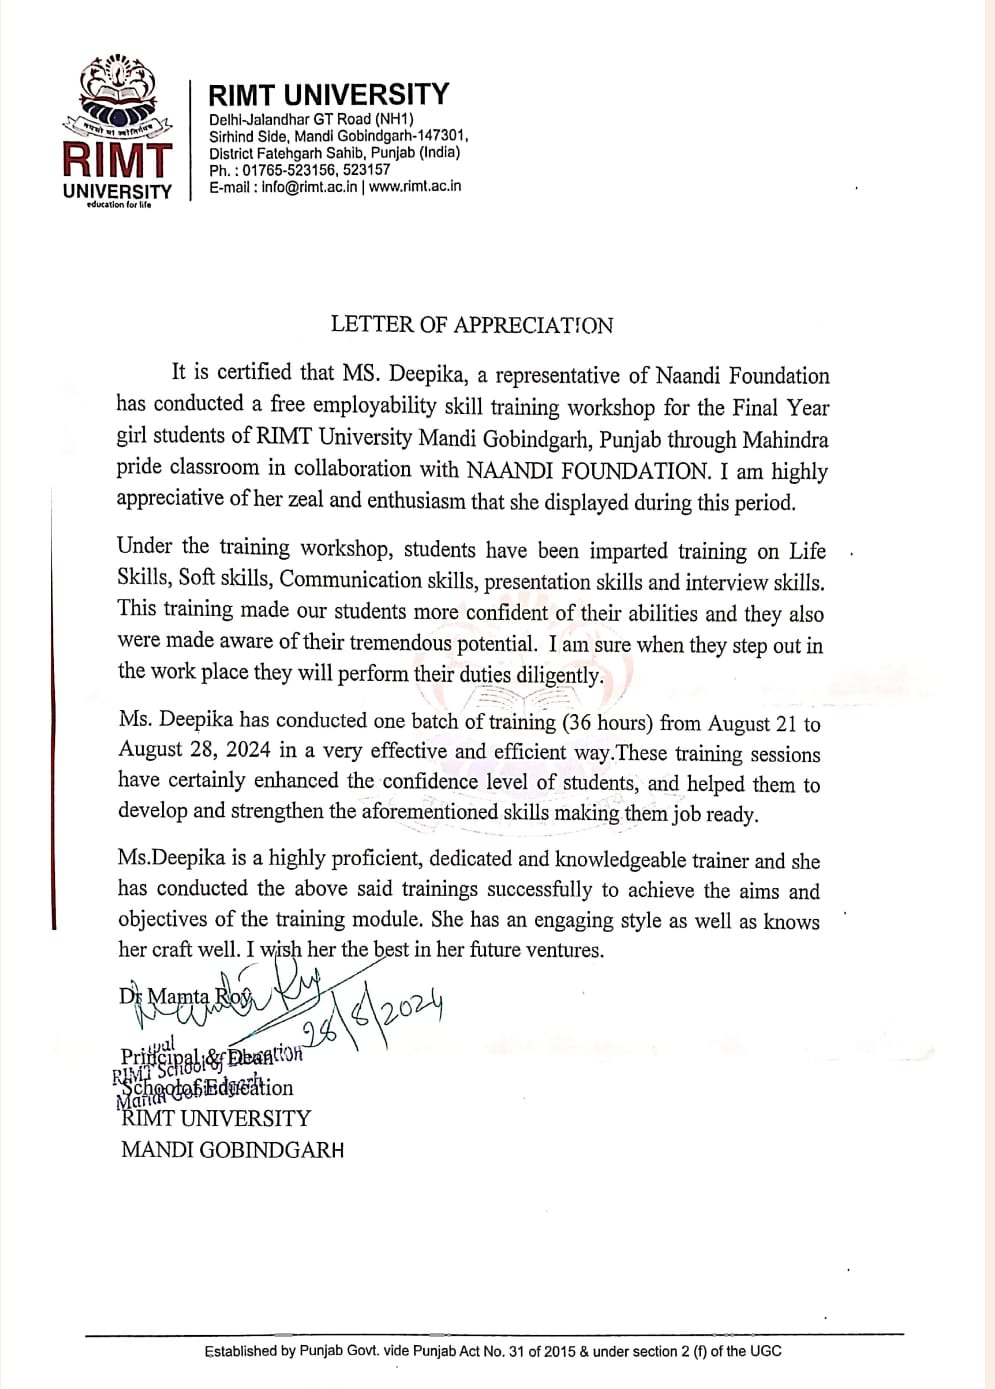 तमसो मा ज्योतिर्गमय
RIMT
UNIVERSITY
education for life
RIMT UNIVERSITY
Delhi-Jalandhar GT Road (NH1)
Sirhind Side, Mandi Gobindgarh-147301,
District Fatehgarh Sahib, Punjab (India)
Ph. : 01765-523156, 523157
E-mail : info@rimt.ac.in | www.rimt.ac.in
LETTER OF APPRECIATION
It is certified that MS. Deepika, a representative of Naandi Foundation
has conducted a free employability skill training workshop for the Final Year
girl students of RIMT University Mandi Gobindgarh, Punjab through Mahindra
pride classroom in collaboration with NAANDI FOUNDATION. I am highly
appreciative of her zeal and enthusiasm that she displayed during this period.
Under the training workshop, students have been imparted training on Life
Skills, Soft skills, Communication skills, presentation skills and interview skills.
This training made our students more confident of their abilities and they also
were made aware of their tremendous potential. I am sure when they step out in
the work place they will perform their duties diligently.
Ms. Deepika has conducted one batch of training (36 hours) from August 21 to
August 28, 2024 in a very effective and efficient way.These training sessions
have certainly enhanced the confidence level of students, and helped them to
develop and strengthen the aforementioned skills making them job ready.
Ms.Deepika is a highly proficient, dedicated and knowledgeable trainer and she
has conducted the above said trainings successfully to achieve the aims and
objectives of the training module. She has an engaging style as well as knows
her craft well. I wish her the best in her future ventures.
Dr Mamta Roy
28/8/2024
Principal & Dean
RIMT School of Education
School of Education
Mandi Gobindgarh
RIMT UNIVERSITY
MANDI GOBINDGARH
Established by Punjab Govt. vide Punjab Act No. 31 of 2015 & under section 2 (f) of the UGC